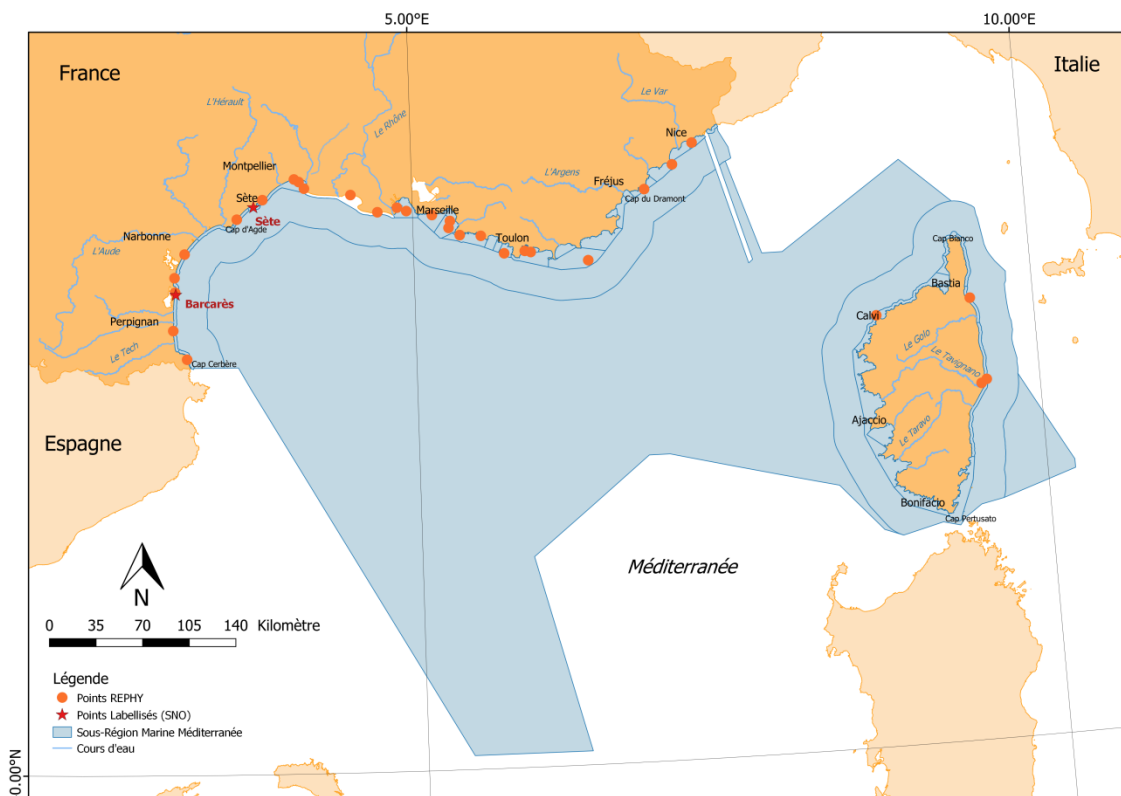 5.00°E
10.00°E
France
Italie
L'Hérault
Le Rhône
Le Var
Nice
Montpellier
L'Argens
Fréjus
Cap du Dramont
Sète
Sète
Marseille
Cap d'Agde
Toulon
Narbonne
L'Aude
Cap Bianco
Bastia
Barcarès
Perpignan
Calvi
Le Golo
Le Tech
Cap Cerbère
Le Tavignano
Ajaccio
Le Taravo
Espagne
Bonifacio
Cap Pertusato
Méditerranée
N
0 35 70 105 140 Kilomètre
Légende
Points REPHY
Points Labellisés (SNO)
Sous-Région Marine Méditerranée
Cours d'eau
0.00°N